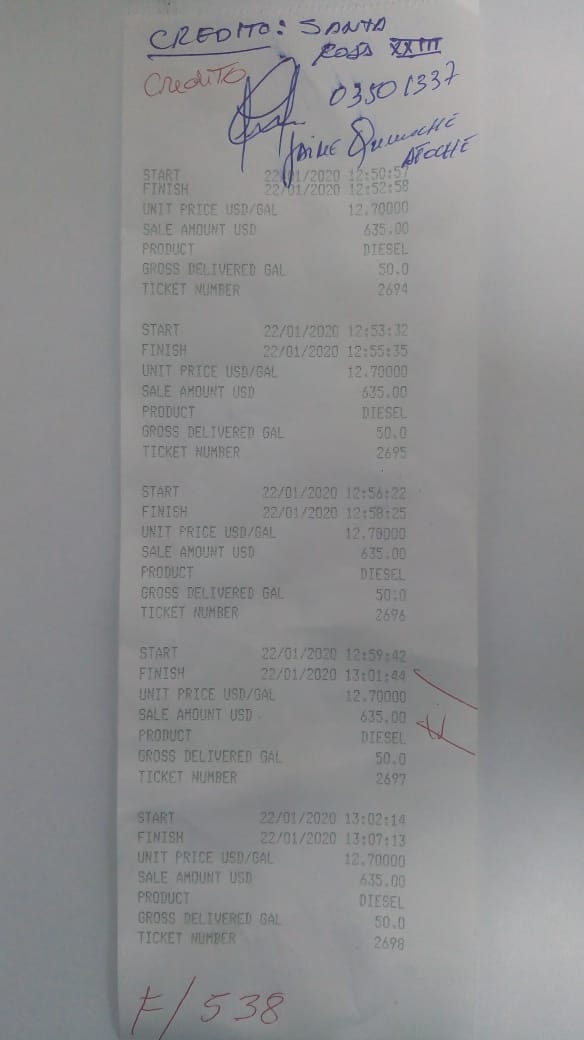 CREDITO: SANTA
ROSA XXIII
Credito
03501337
JAIME
START 22/01/2020 12:50:57
FINISH 22/01/2020 12:52:58
UNIT PRICE USD/GAL 12.70000
SALE AMOUNT USD 635.00
PRODUCT DIESEL
GROSS DELIVERED GAL 50.0
TICKET NUMBER 2694
START 22/01/2020 12:53:32
FINISH 22/01/2020 12:55:35
UNIT PRICE USD/GAL 12.70000
SALE AMOUNT USD 635.00
PRODUCT DIESEL
GROSS DELIVERED GAL 50.0
TICKET NUMBER 2695
START 22/01/2020 12:56:22
FINISH 22/01/2020 12:58:25
UNIT PRICE USD/GAL 12.70000
SALE AMOUNT USD 635.00
PRODUCT DIESEL
GROSS DELIVERED GAL 50.0
TICKET NUMBER 2696
START 22/01/2020 12:59:42
FINISH 22/01/2020 13:01:44
UNIT PRICE USD/GAL 12.70000
SALE AMOUNT USD 635.00
PRODUCT DIESEL
GROSS DELIVERED GAL 50.0
TICKET NUMBER 2697
START 22/01/2020 13:02:14
FINISH 22/01/2020 13:07:13
UNIT PRICE USD/GAL 12.70000
SALE AMOUNT USD 635.00
PRODUCT DIESEL
GROSS DELIVERED GAL 50.0
TICKET NUMBER 2698
F/538